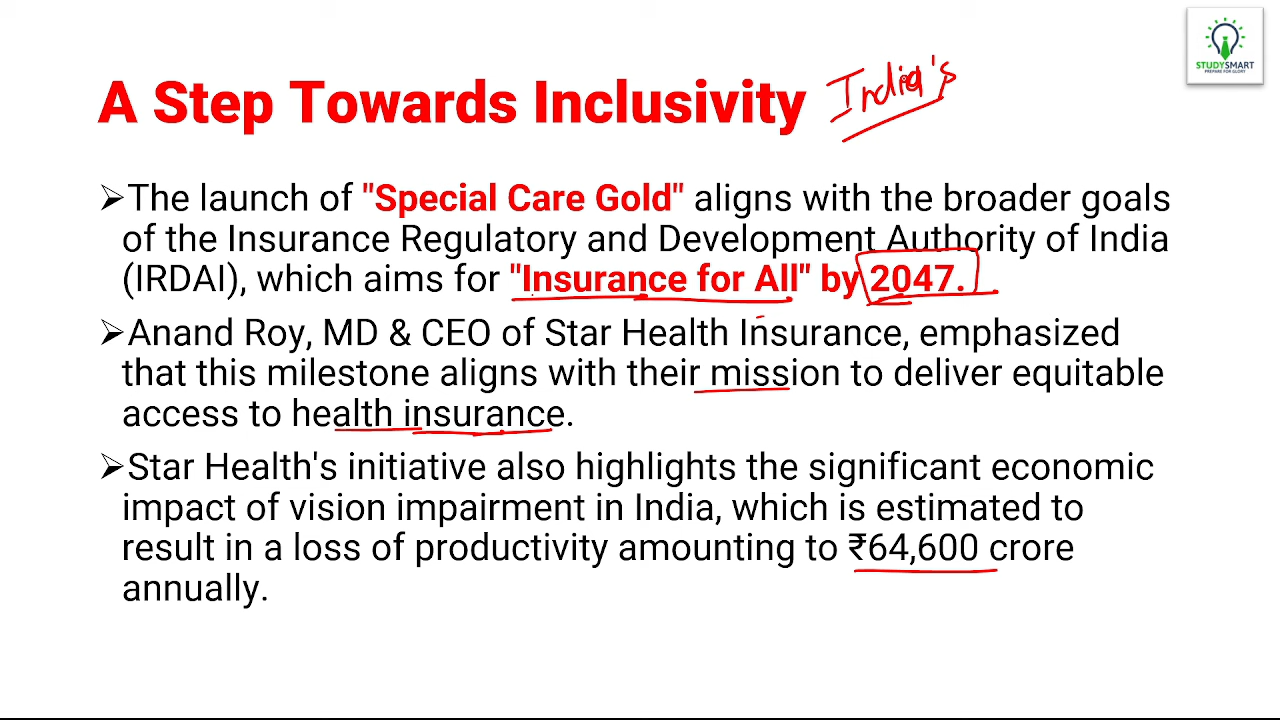 STUDYSMART
PREPARE FOR GLORY
A Step Towards Inclusivity India's
➢The launch of "Special Care Gold" aligns with the broader goals
of the Insurance Regulatory and Development Authority of India
(IRDAI), which aims for "Insurance for All" by 2047.
➢Anand Roy, MD & CEO of Star Health Insurance, emphasized
that this milestone aligns with their mission to deliver equitable
access to health insurance.
➢Star Health's initiative also highlights the significant economic
impact of vision impairment in India, which is estimated to
result in a loss of productivity amounting to ₹64,600 crore
annually.